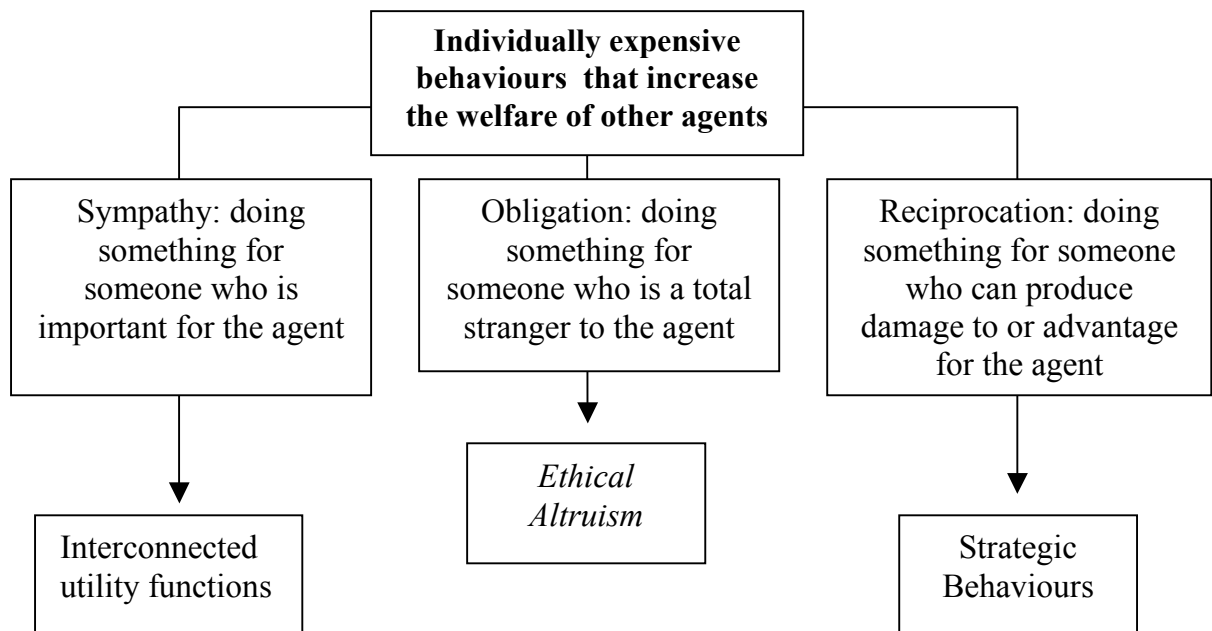 Individually expensive
behaviours that increase
the welfare of other agents
Sympathy: doing
something for
someone who is
important for the agent
Obligation: doing
something for
someone who is a total
stranger to the agent
Reciprocation: doing
something for someone
who can produce
damage to or advantage
for the agent
Interconnected
utility functions
Ethical
Altruism
Strategic
Behaviours